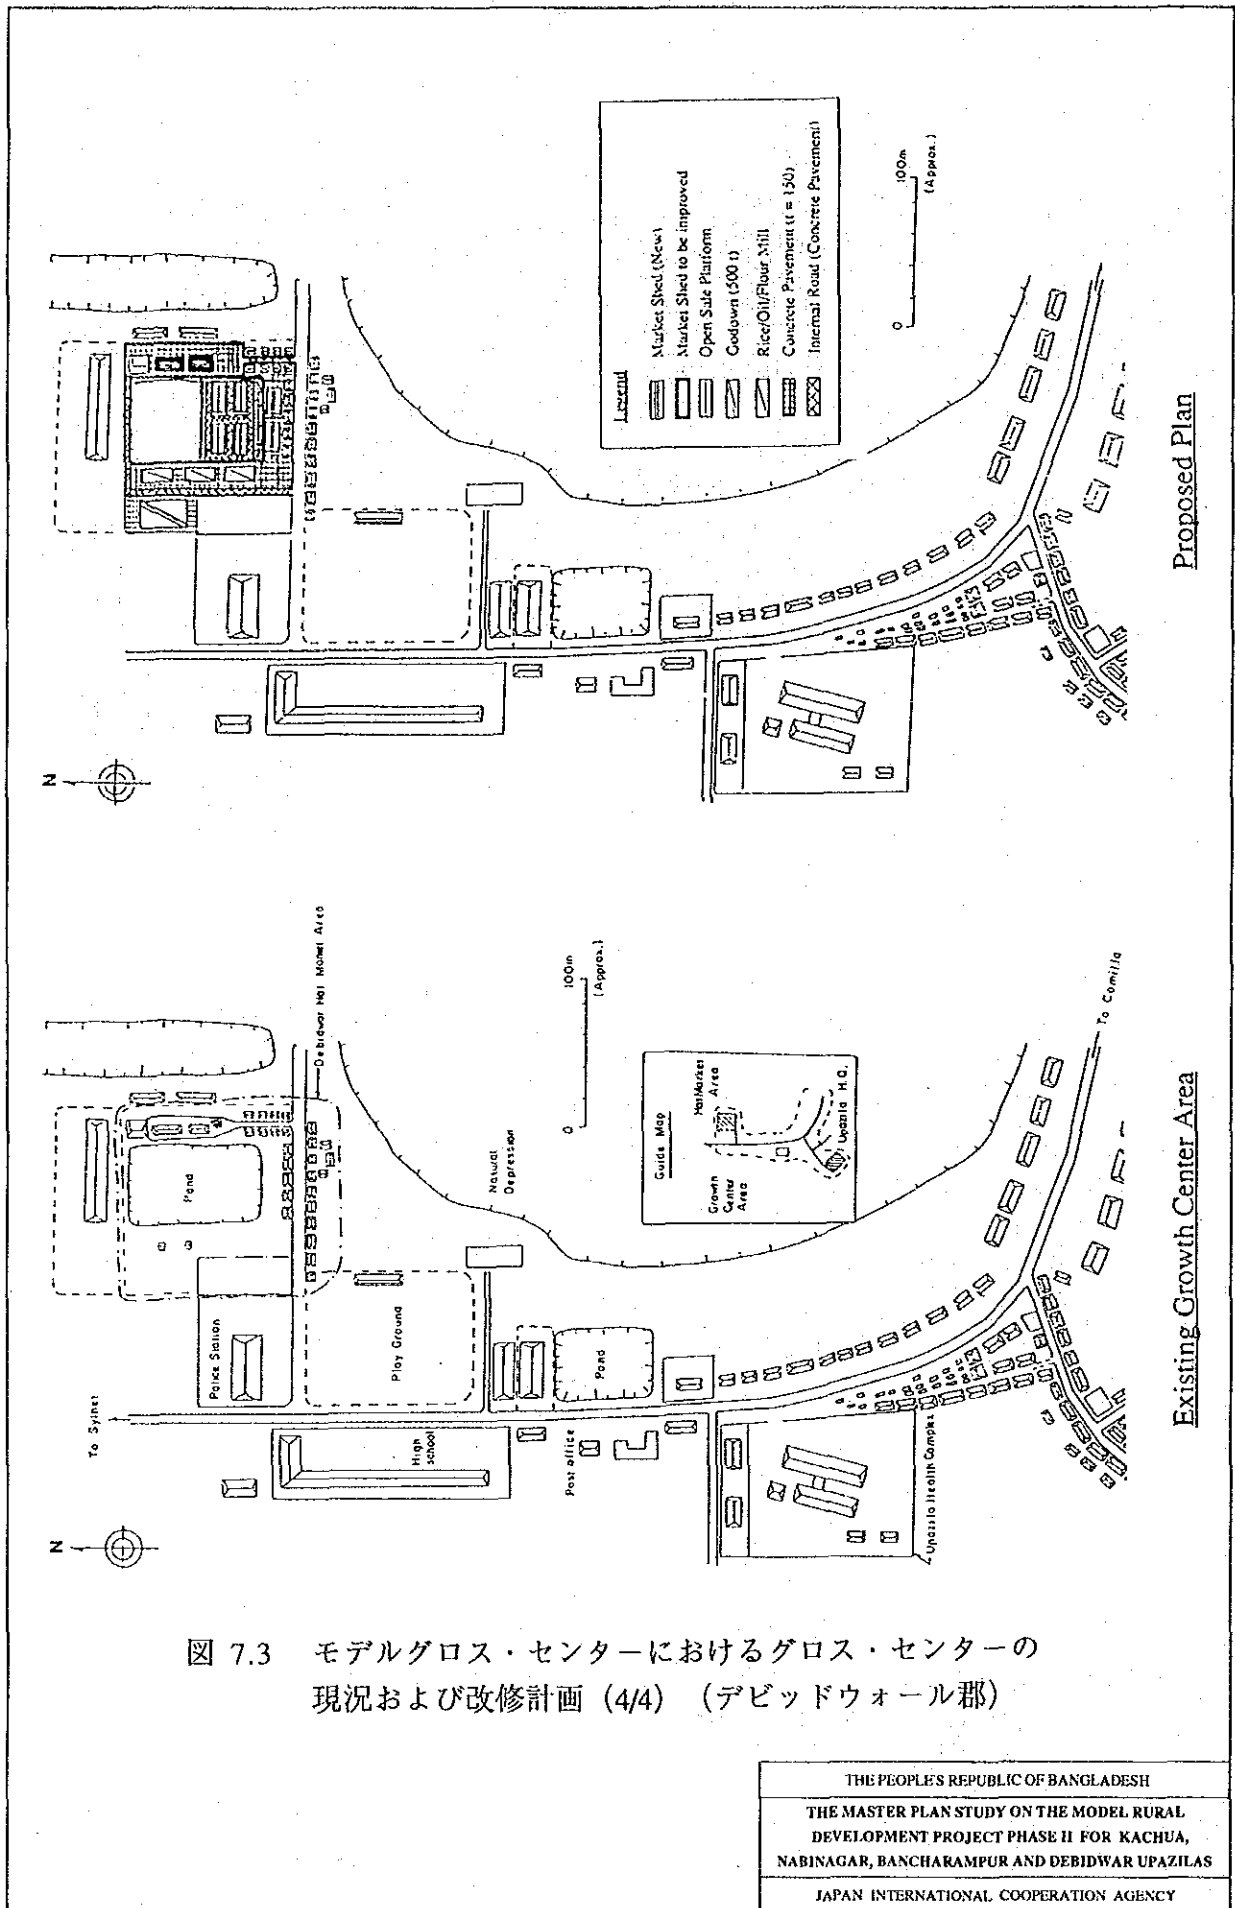 Legend
Market Shed (New)
Market Shed to be improved
Open Sale Platform
Godown (500 t)
Rice/Oil/Flour Mill
Concrete Pavement (t = 150)
Internal Road (Concrete Pavement)
0
100m
(Approx.)
N
Proposed Plan
N
To Sylhet
Police Station
Pond
Debidwar Hat Market Area
Play Ground
Natural
Depression
High
school
Post office
Pond
Upazila Health Complex
To Comilla
0
100m
(Approx.)
Guide Map
Hat Market
Area
Growth
Center
Area
Upazila H.Q.
Existing Growth Center Area
図 7.3 モデルグロス・センターにおけるグロス・センターの
現況および改修計画 (4/4) (デビッドウォール郡)
THE PEOPLE'S REPUBLIC OF BANGLADESH
THE MASTER PLAN STUDY ON THE MODEL RURAL
DEVELOPMENT PROJECT PHASE II FOR KACHUA,
NABINAGAR, BANCHARAMPUR AND DEBIDWAR UPAZILAS
JAPAN INTERNATIONAL COOPERATION AGENCY